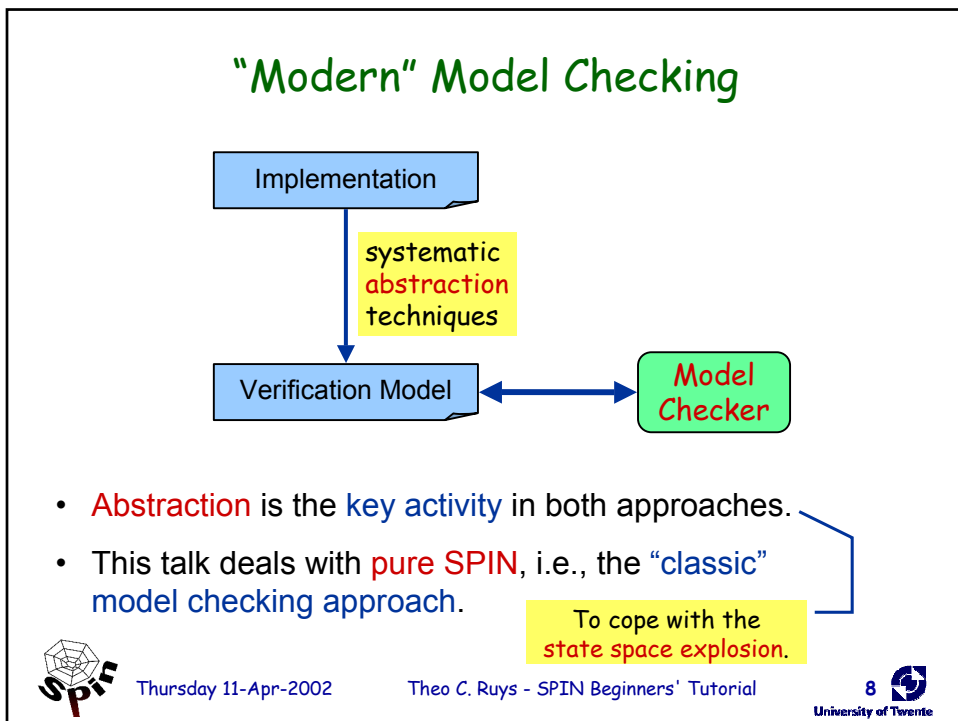 “Modern” Model Checking
Implementation
systematic
abstraction
techniques
Verification Model
Model
Checker
• Abstraction is the key activity in both approaches.
• This talk deals with pure SPIN, i.e., the “classic”
model checking approach.
To cope with the
state space explosion.
Spin
Thursday 11-Apr-2002
Theo C. Ruys - SPIN Beginners' Tutorial
8
University of Twente